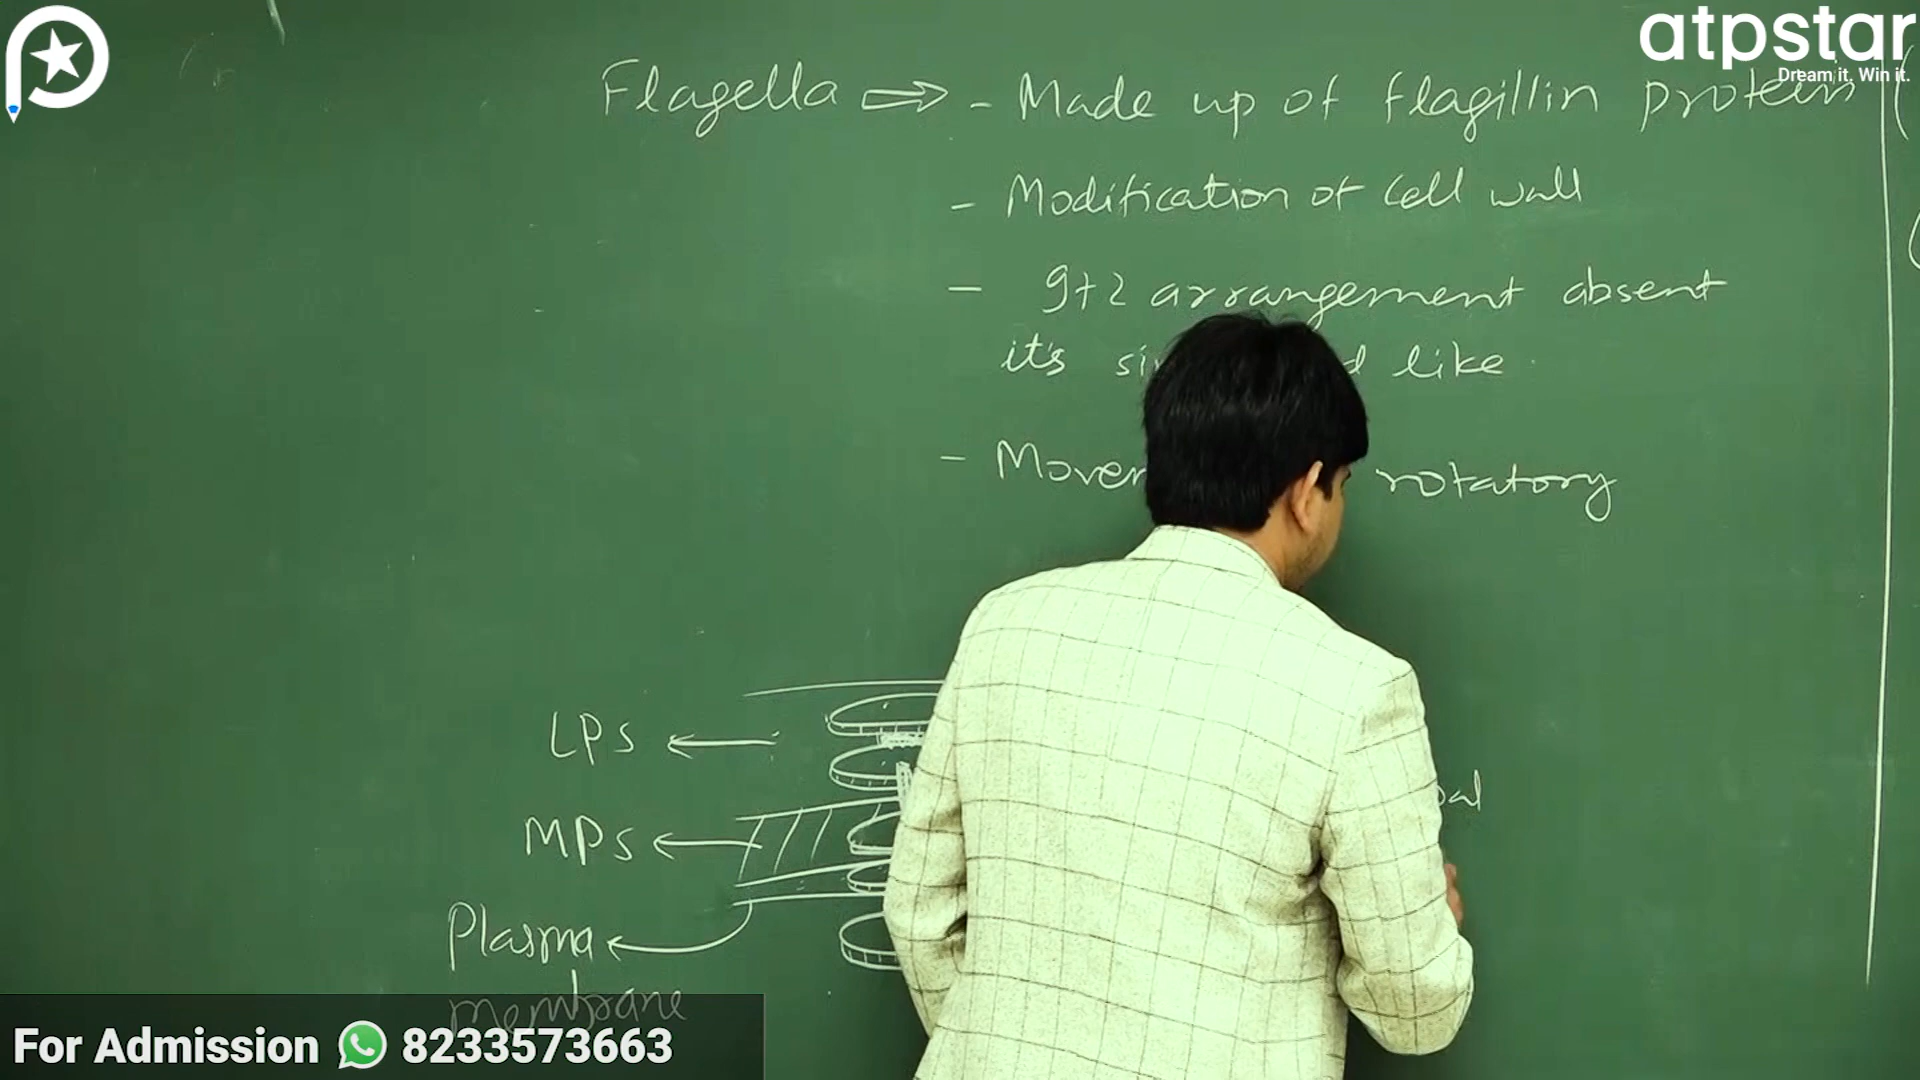 atpstar
Dream it. Win it.
Flagella ⇒ - Made up of flagillin protein
- Modification of Cell wall
- 9+2 arrangement absent
it's like
- rotatory
LPS ←
MPS ←
Plasma ←
membrane
For Admission 8233573663